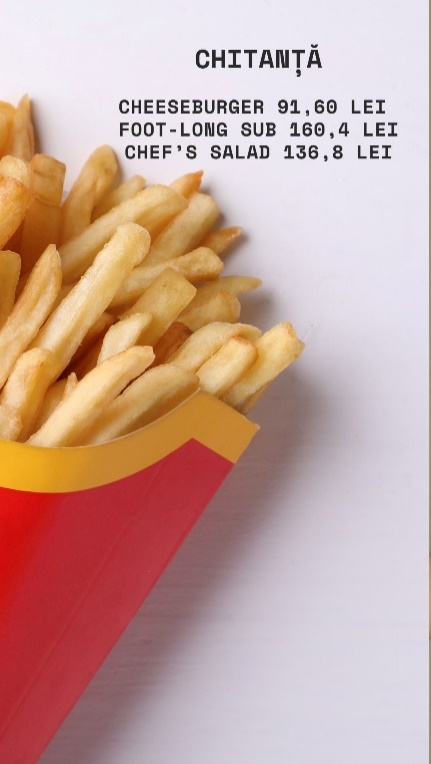 CHITANȚĂ
CHEESEBURGER 91,60 LEI
FOOT-LONG SUB 160,4 LEI
CHEF'S SALAD 136,8 LEI